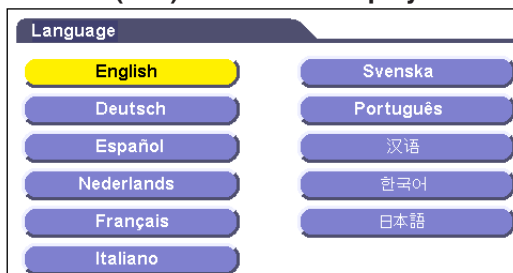 Language
English
Deutsch
Español
Nederlands
Français
Italiano
Svenska
Português
汉语
한국어
日本語